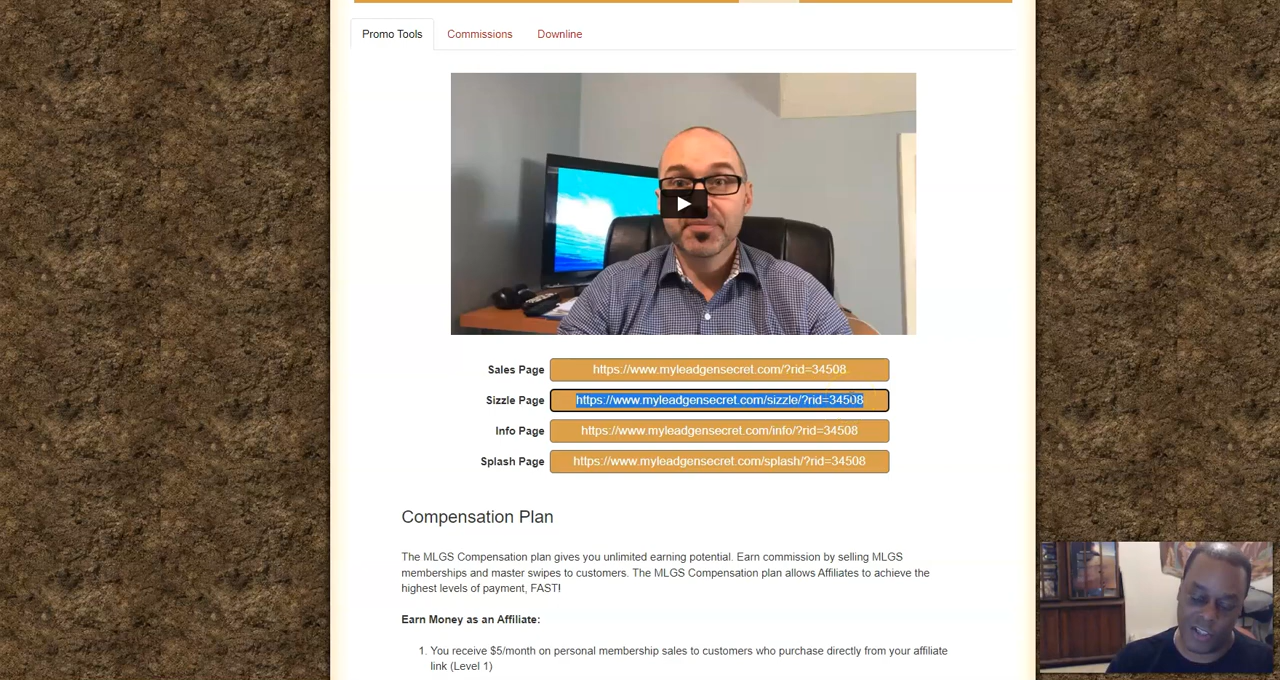 Promo Tools Commissions Downline
Sales Page https://www.myleadgensecret.com/?rid=34508
Sizzle Page https://www.myleadgensecret.com/sizzle/?rid=34508
Info Page https://www.myleadgensecret.com/info/?rid=34508
Splash Page https://www.myleadgensecret.com/splash/?rid=34508
Compensation Plan
The MLGS Compensation plan gives you unlimited earning potential. Earn commission by selling MLGS
memberships and master swipes to customers. The MLGS Compensation plan allows Affiliates to achieve the
highest levels of payment, FAST!
Earn Money as an Affiliate:
1. You receive $5/month on personal membership sales to customers who purchase directly from your affiliate
link (Level 1)